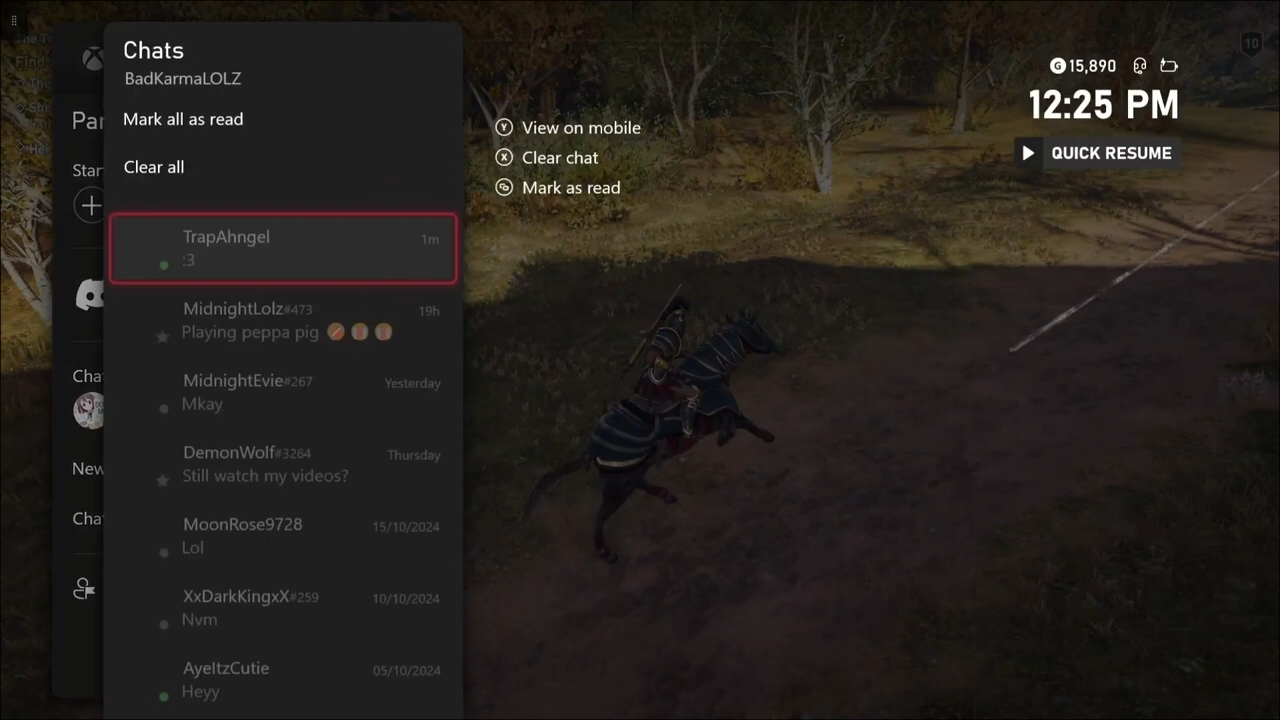 Chats
BadKarmaLOLZ
Mark all as read
Clear all
TrapAhngel
1m
:3
MidnightLolz#473
19h
Playing peppa pig
MidnightEvie#267
Yesterday
Mkay
DemonWolf#3264
Thursday
Still watch my videos?
MoonRose9728
15/10/2024
Lol
XxDarkKingxX#259
10/10/2024
Nvm
AyeItzCutie
05/10/2024
Heyy
Par
Star
Cha
New
Cha
Y View on mobile
X Clear chat
Mark as read
10
G 15,890
12:25 PM
QUICK RESUME